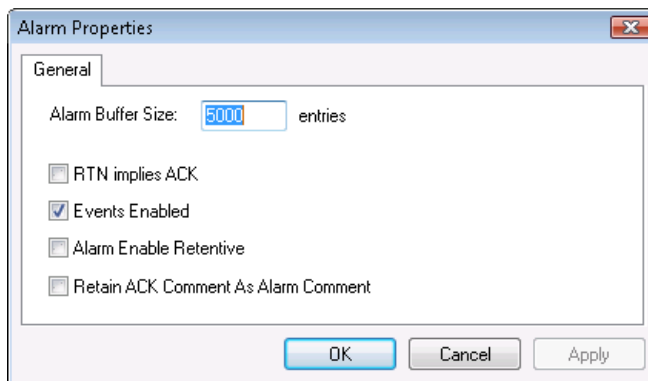 Alarm Properties
General
Alarm Buffer Size: 5000 entries
RTN implies ACK
Events Enabled
Alarm Enable Retentive
Retain ACK Comment As Alarm Comment
OK Cancel Apply